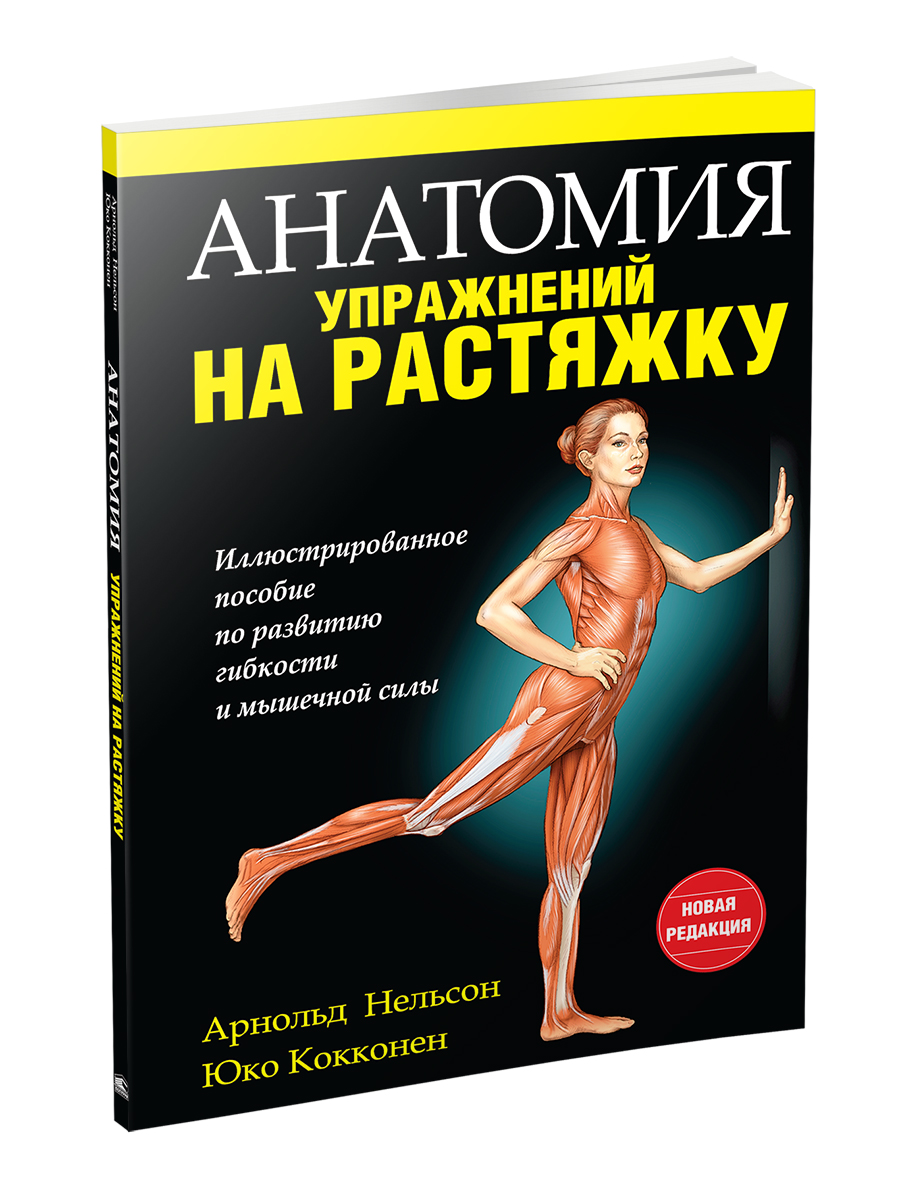 АНАТОМИЯ
УПРАЖНЕНИЙ
НА РАСТЯЖКУ
Иллюстрированное
пособие
по развитию
гибкости
и мышечной силы
НОВАЯ
РЕДАКЦИЯ
Арнольд Нельсон
Юко Кокконен
Арнольд Нельсон
Юко Кокконен
АНАТОМИЯ УПРАЖНЕНИЙ НА РАСТЯЖКУ